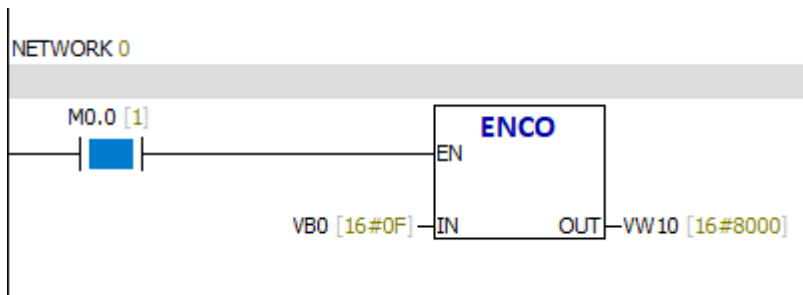 NETWORK 0
M0.0 [1]
ENCO
EN
VB0 [16#0F] IN OUT VW10 [16#8000]